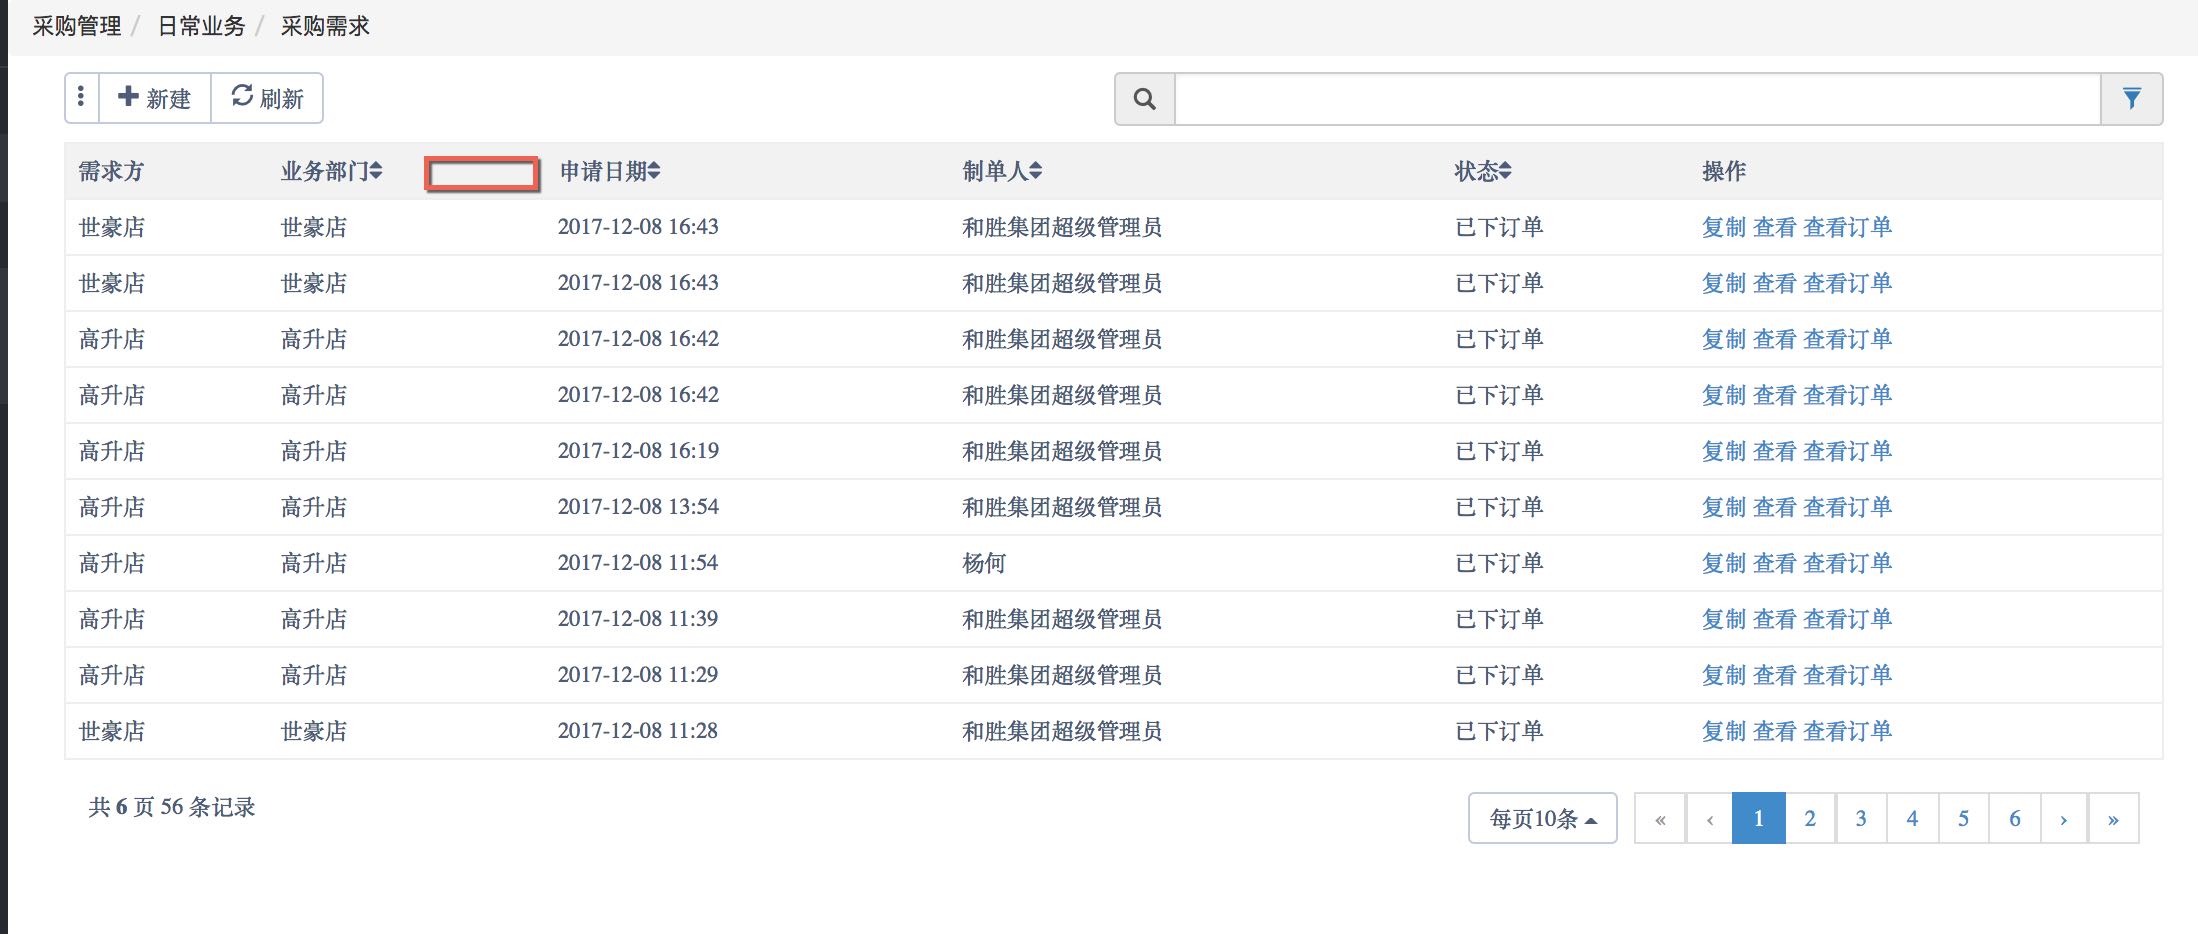 采购管理 / 日常业务 / 采购需求
新建 刷新
需求方 业务部门 申请日期 制单人 状态 操作
世豪店 世豪店 2017-12-08 16:43 和胜集团超级管理员 已下订单 复制 查看 查看订单
世豪店 世豪店 2017-12-08 16:43 和胜集团超级管理员 已下订单 复制 查看 查看订单
高升店 高升店 2017-12-08 16:42 和胜集团超级管理员 已下订单 复制 查看 查看订单
高升店 高升店 2017-12-08 16:42 和胜集团超级管理员 已下订单 复制 查看 查看订单
高升店 高升店 2017-12-08 16:19 和胜集团超级管理员 已下订单 复制 查看 查看订单
高升店 高升店 2017-12-08 13:54 和胜集团超级管理员 已下订单 复制 查看 查看订单
高升店 高升店 2017-12-08 11:54 杨何 已下订单 复制 查看 查看订单
高升店 高升店 2017-12-08 11:39 和胜集团超级管理员 已下订单 复制 查看 查看订单
高升店 高升店 2017-12-08 11:29 和胜集团超级管理员 已下订单 复制 查看 查看订单
世豪店 世豪店 2017-12-08 11:28 和胜集团超级管理员 已下订单 复制 查看 查看订单
共 6 页 56 条记录 每页10条 « ‹ 1 2 3 4 5 6 › »